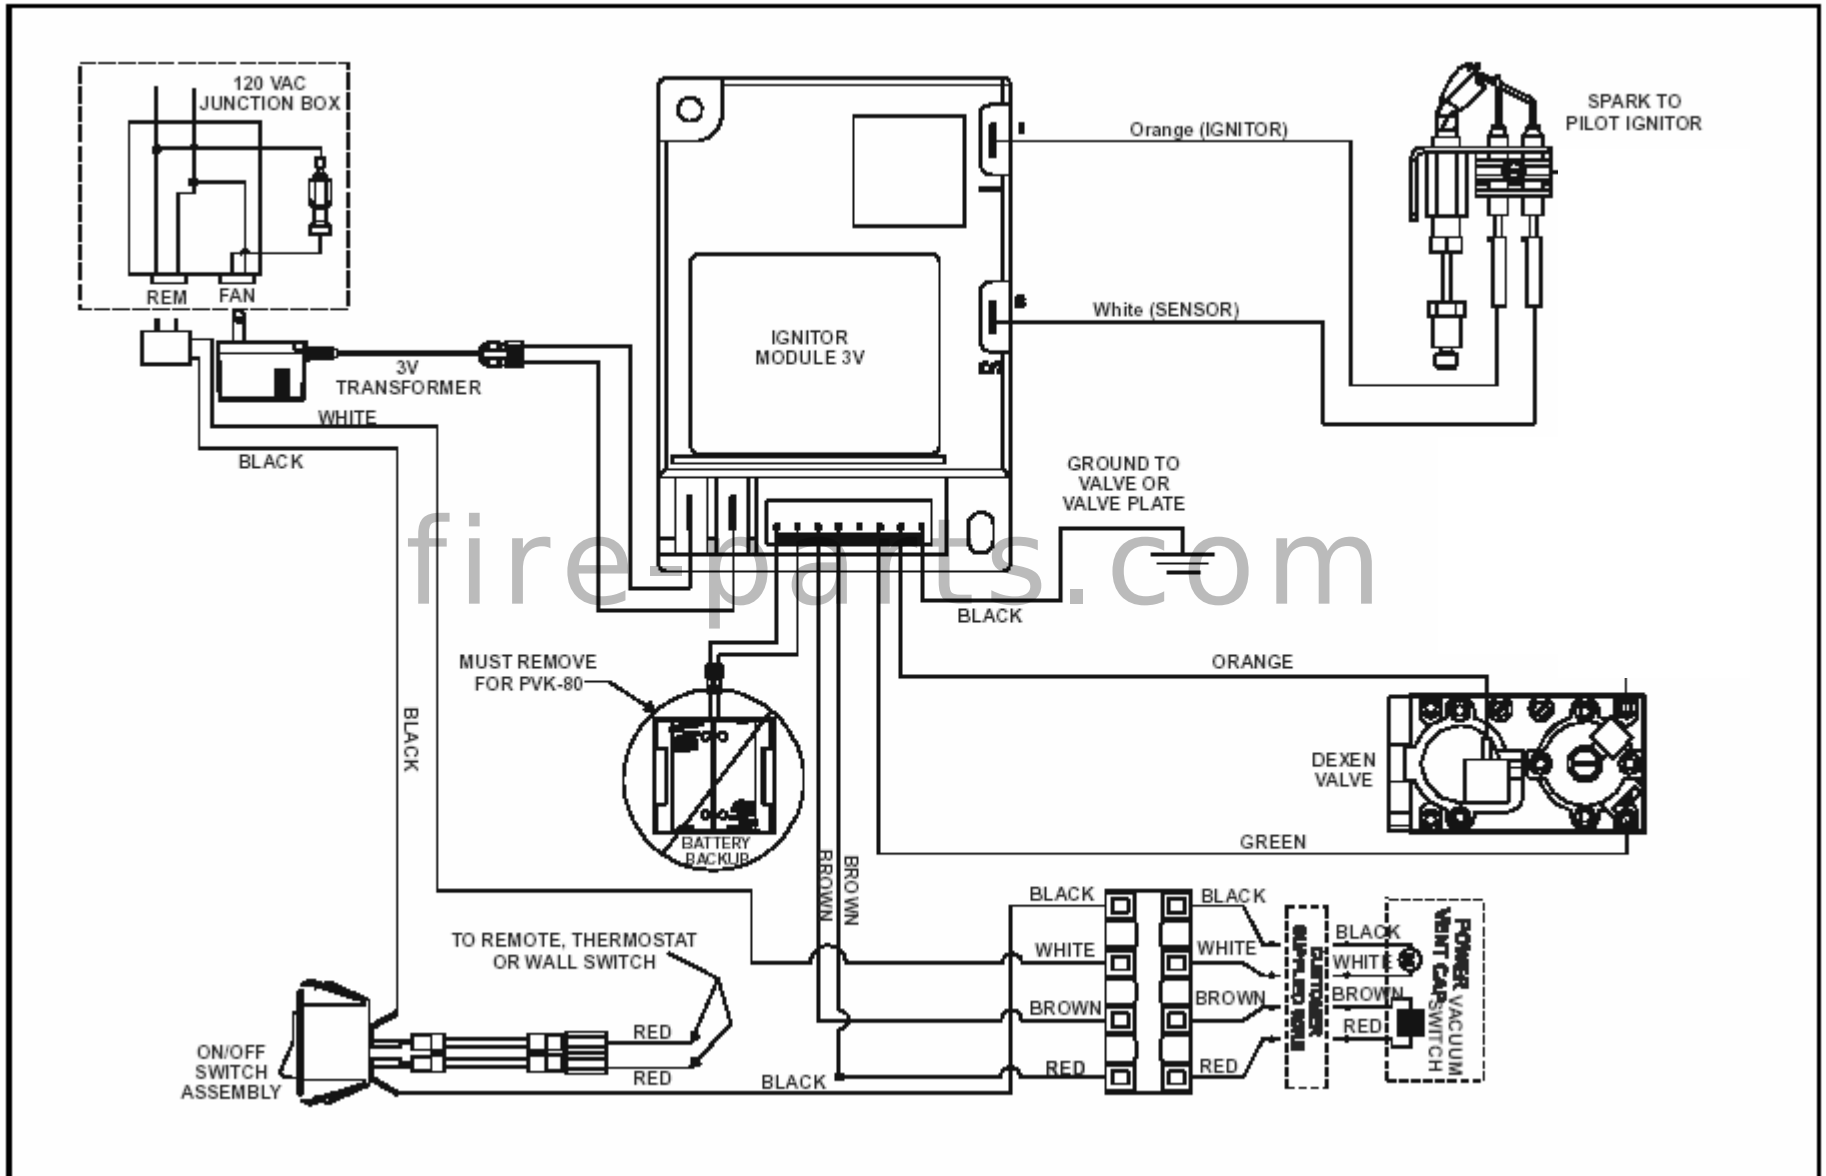 120 VAC
JUNCTION BOX
REM
FAN
3V
TRANSFORMER
WHITE
BLACK
IGNITOR
MODULE 3V
I
S
Orange (IGNITOR)
White (SENSOR)
SPARK TO
PILOT IGNITOR
GROUND TO
VALVE OR
VALVE PLATE
fire-parts.com
BLACK
MUST REMOVE
FOR PVK-80
BATTERY
BACKUP
ORANGE
DEXEN
VALVE
GREEN
BLACK
BROWN
BROWN
TO REMOTE, THERMOSTAT
OR WALL SWITCH
ON/OFF
SWITCH
ASSEMBLY
RED
RED
BLACK
BLACK
WHITE
BROWN
RED
BLACK
WHITE
BROWN
RED
CUSTOMER
BLACK
WHITE
BROWN
RED
POWER
VENT CAP
VACUUM
SWITCH